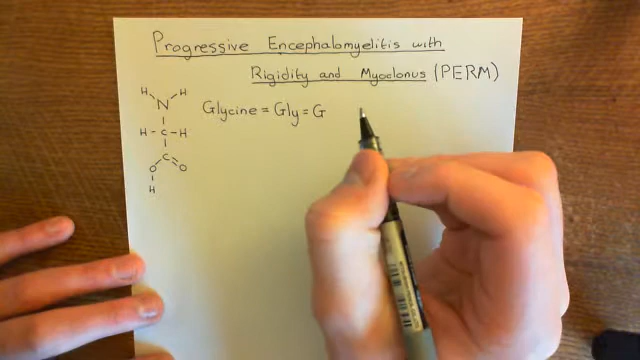 Progressive Encephalomyelitis with
Rigidity and Myoclonus (PERM)
H H
N
Glycine = Gly = G
H - C - H
C
O O
H